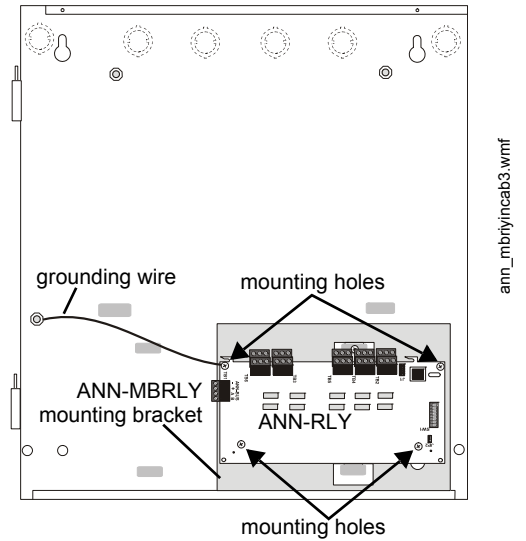 grounding wire
mounting holes
ANN-MBRLY
mounting bracket
ANN-RLY
mounting holes
ann_mbrlyincab3.wmf